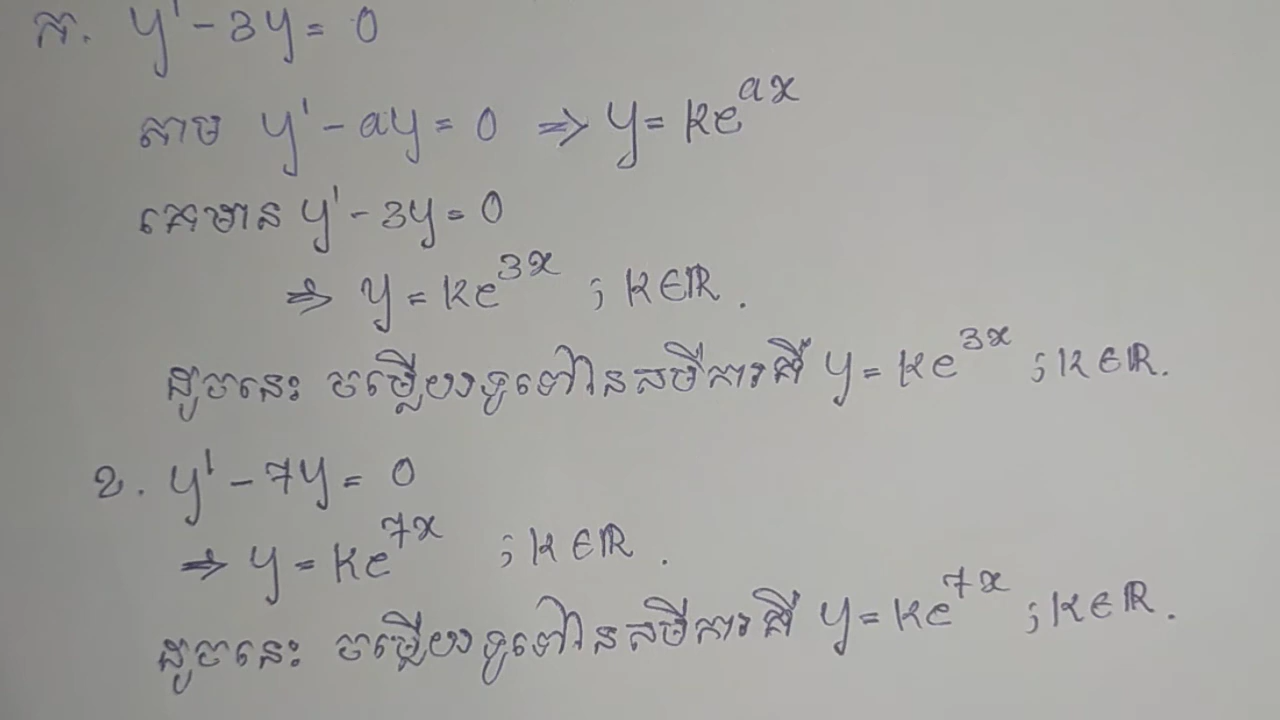 ក. y' - 3y = 0
តាម y' - ay = 0 ⇒ y = ke^{ax}
គេមាន y' - 3y = 0
⇒ y = ke^{3x} ; k∈ℝ .
ដូចនេះ ចម្លើយទូទៅនៃសមីការគឺ y = ke^{3x} ; k∈ℝ.
2. y' - 7y = 0
⇒ y = ke^{7x} ; k∈ℝ .
ដូចនេះ ចម្លើយទូទៅនៃសមីការគឺ y = ke^{7x} ; k∈ℝ .